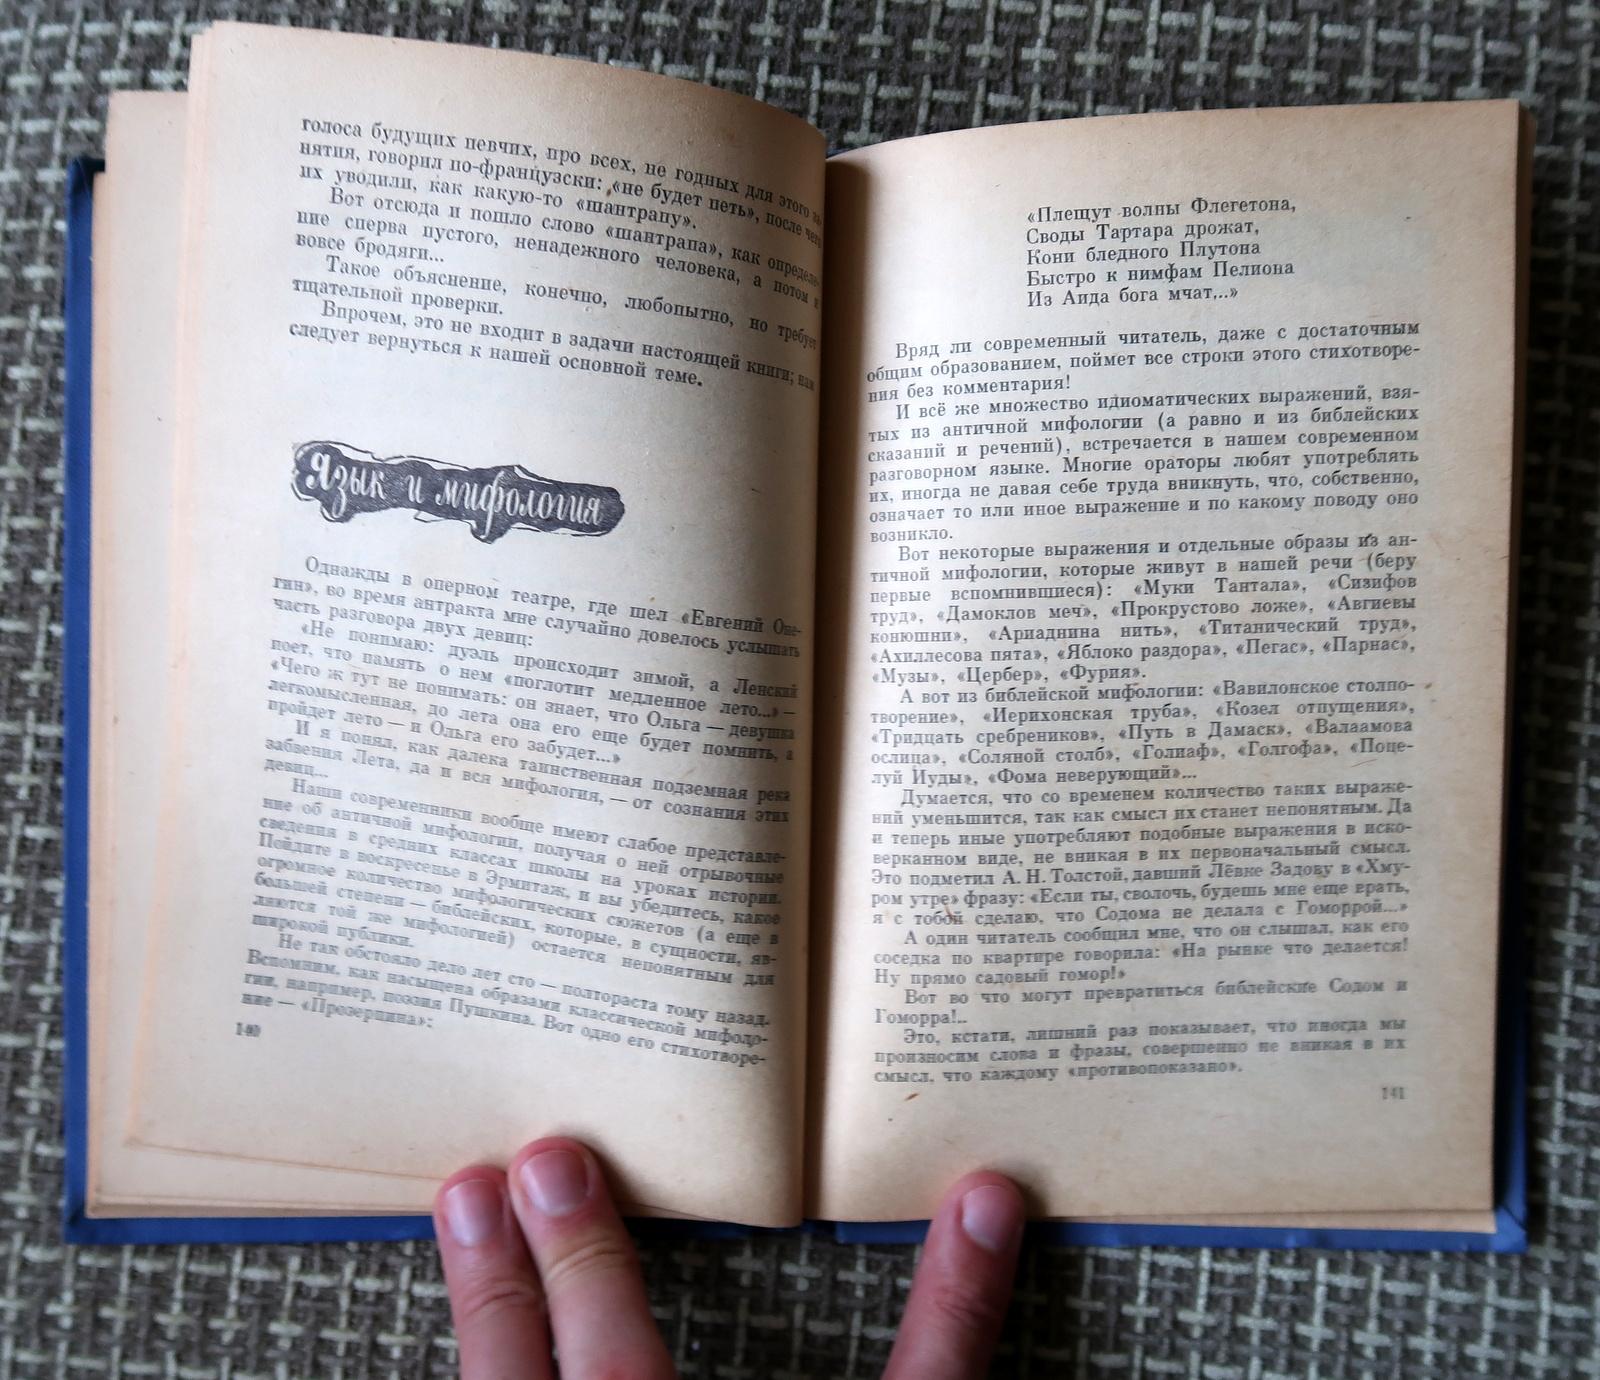 голоса будущих певчих, про всех, не годных для этого за-
нятия, говорил по-французски: «не будет петь», после чего
их уводили, как какую-то «шантрапу».
Вот отсюда и пошло слово «шантрапа», как определе-
ние сперва пустого, ненадежного человека, а потом и
вовсе бродяги...
Такое объяснение, конечно, любопытно, но требует
тщательной проверки.
Впрочем, это не входит в задачи настоящей книги; нам
следует вернуться к нашей основной теме.
Язык и мифология
Однажды в оперном театре, где шел «Евгений Оне-
гин», во время антракта мне случайно довелось услышать
часть разговора двух девиц:
«Не понимаю: дуэль происходит зимой, а Ленский
поет, что память о нем «поглотит медленное лето...» —
«Чего ж тут не понимать: он знает, что Ольга — девушка
легкомысленная, до лета она его еще будет помнить, а
пройдет лето — и Ольга его забудет...»
И я понял, как далека таинственная подземная река
забвения Лета, да и вся мифология, — от сознания этих
девиц...
Наши современники вообще имеют слабое представле-
ние об античной мифологии, получая о ней отрывочные
сведения в средних классах школы на уроках истории.
Пойдите в воскресенье в Эрмитаж, и вы убедитесь, какое
огромное количество мифологических сюжетов (а еще в
большей степени — библейских, которые, в сущности, яв-
ляются той же мифологией) остается непонятным для
широкой публики.
Не так обстояло дело лет сто — полтораста тому назад.
Вспомним, как насыщена образами классической мифоло-
гии, например, поэзия Пушкина. Вот одно его стихотворе-
ние — «Прозерпина»:
140
«Плещут волны Флегетона,
Своды Тартара дрожат,
Кони бледного Плутона
Быстро к нимфам Пелиона
Из Аида бога мчат...»
Вряд ли современный читатель, даже с достаточным
общим образованием, поймет все строки этого стихотворе-
ния без комментария!
И всё же множество идиоматических выражений, взя-
тых из античной мифологии (а равно и из библейских
сказаний и речений), встречается в нашем современном
разговорном языке. Многие ораторы любят употреблять
их, иногда не давая себе труда вникнуть, что, собственно,
означает то или иное выражение и по какому поводу оно
возникло.
Вот некоторые выражения и отдельные образы из ан-
тичной мифологии, которые живут в нашей речи (беру
первые вспомнившиеся): «Муки Тантала», «Сизифов
труд», «Дамоклов меч», «Прокрустово ложе», «Авгиевы
конюшни», «Ариаднина нить», «Титанический труд»,
«Ахиллесова пята», «Яблоко раздора», «Пегас», «Парнас»,
«Музы», «Цербер», «Фурия».
А вот из библейской мифологии: «Вавилонское столпо-
творение», «Иерихонская труба», «Козел отпущения»,
«Тридцать сребреников», «Путь в Дамаск», «Валаамова
ослица», «Соляной столб», «Голиаф», «Голгофа», «Поце-
луй Иуды», «Фома неверующий»...
Думается, что со временем количество таких выраже-
ний уменьшится, так как смысл их станет непонятным. Да
и теперь иные употребляют подобные выражения в иско-
верканном виде, не вникая в их первоначальный смысл.
Это подметил А. Н. Толстой, давший Лёвке Задову в «Хму-
ром утре» фразу: «Если ты, сволочь, будешь мне еще врать,
я с тобой сделаю, что Содома не делала с Гоморрой...»
А один читатель сообщил мне, что он слышал, как его
соседка по квартире говорила: «На рынке что делается!
Ну прямо садовый гомор!»
Вот во что могут превратиться библейские Содом и
Гоморра!..
Это, кстати, лишний раз показывает, что иногда мы
произносим слова и фразы, совершенно не вникая в их
смысл, что каждому «противопоказано».
141